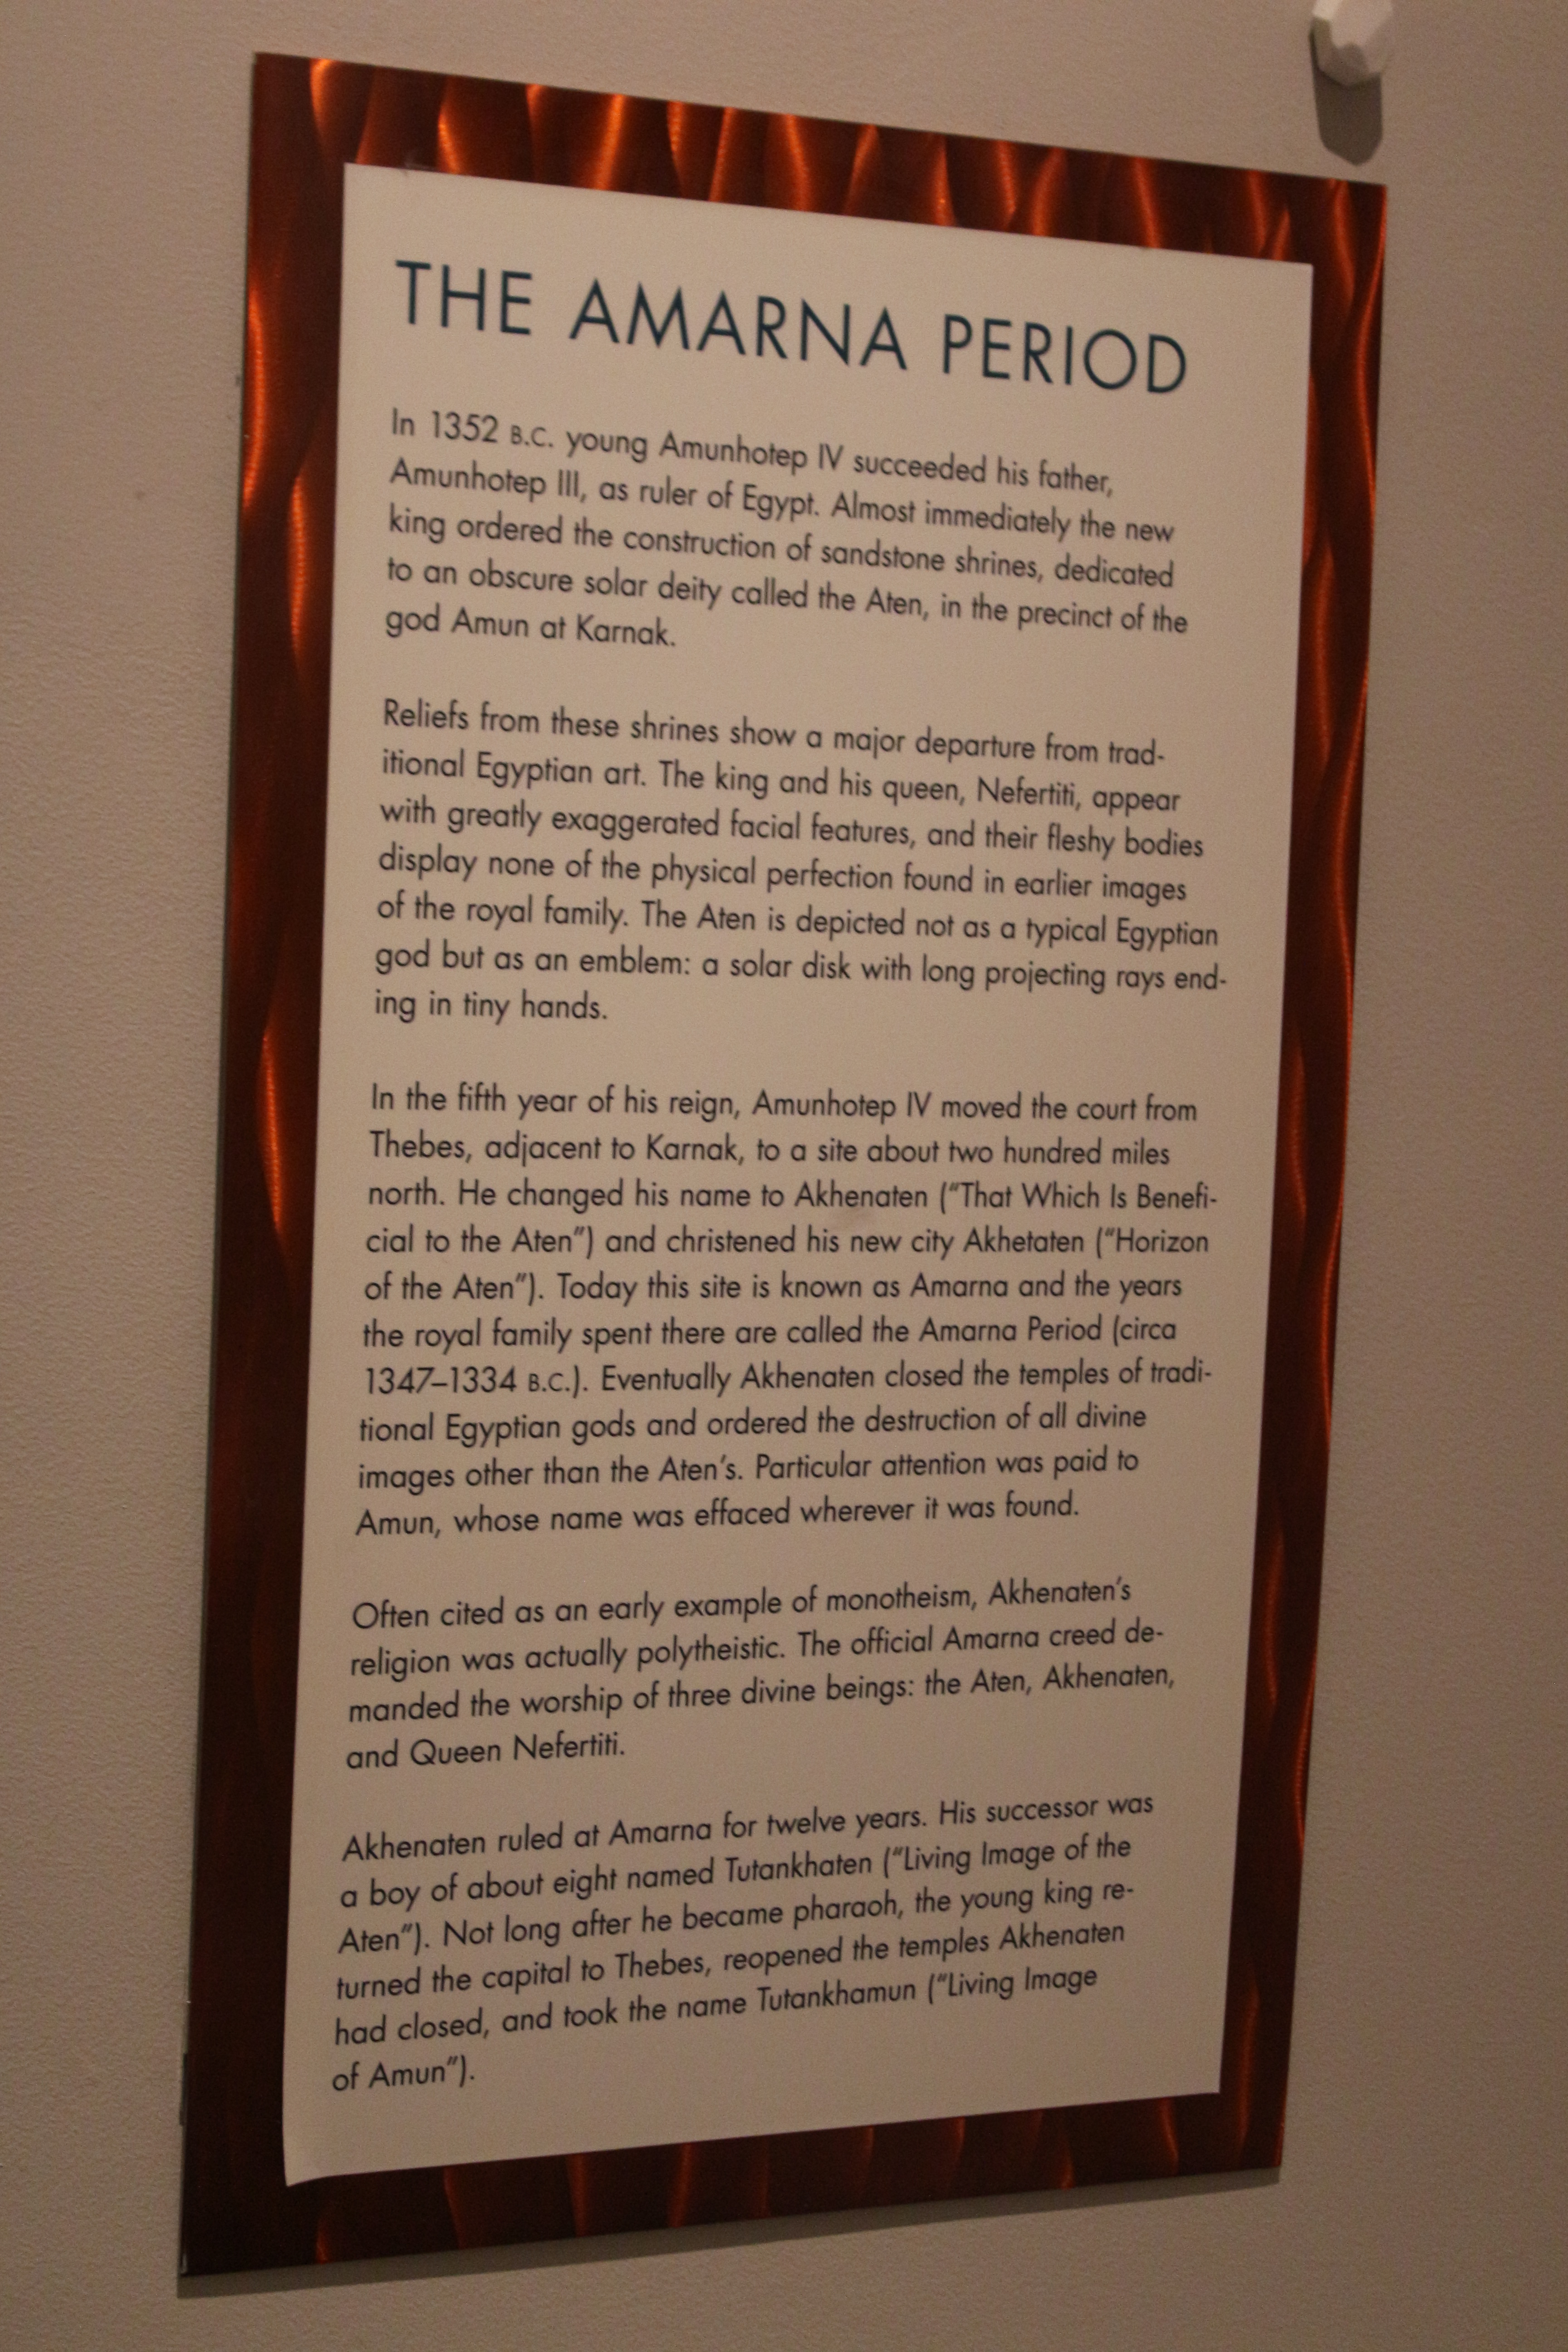 THE AMARNA PERIOD
In 1352 B.C. young Amunhotep IV succeeded his father,
Amunhotep III, as ruler of Egypt. Almost immediately the new
king ordered the construction of sandstone shrines, dedicated
to an obscure solar deity called the Aten, in the precinct of the
god Amun at Karnak.
Reliefs from these shrines show a major departure from trad-
itional Egyptian art. The king and his queen, Nefertiti, appear
with greatly exaggerated facial features, and their fleshy bodies
display none of the physical perfection found in earlier images
of the royal family. The Aten is depicted not as a typical Egyptian
god but as an emblem: a solar disk with long projecting rays end-
ing in tiny hands.
In the fifth year of his reign, Amunhotep IV moved the court from
Thebes, adjacent to Karnak, to a site about two hundred miles
north. He changed his name to Akhenaten (“That Which Is Benefi-
cial to the Aten”) and christened his new city Akhetaten (“Horizon
of the Aten”). Today this site is known as Amarna and the years
the royal family spent there are called the Amarna Period (circa
1347–1334 B.C.). Eventually Akhenaten closed the temples of tradi-
tional Egyptian gods and ordered the destruction of all divine
images other than the Aten’s. Particular attention was paid to
Amun, whose name was effaced wherever it was found.
Often cited as an early example of monotheism, Akhenaten’s
religion was actually polytheistic. The official Amarna creed de-
manded the worship of three divine beings: the Aten, Akhenaten,
and Queen Nefertiti.
Akhenaten ruled at Amarna for twelve years. His successor was
a boy of about eight named Tutankhaten (“Living Image of the
Aten”). Not long after he became pharaoh, the young king re-
turned the capital to Thebes, reopened the temples Akhenaten
had closed, and took the name Tutankhamun (“Living Image
of Amun”).